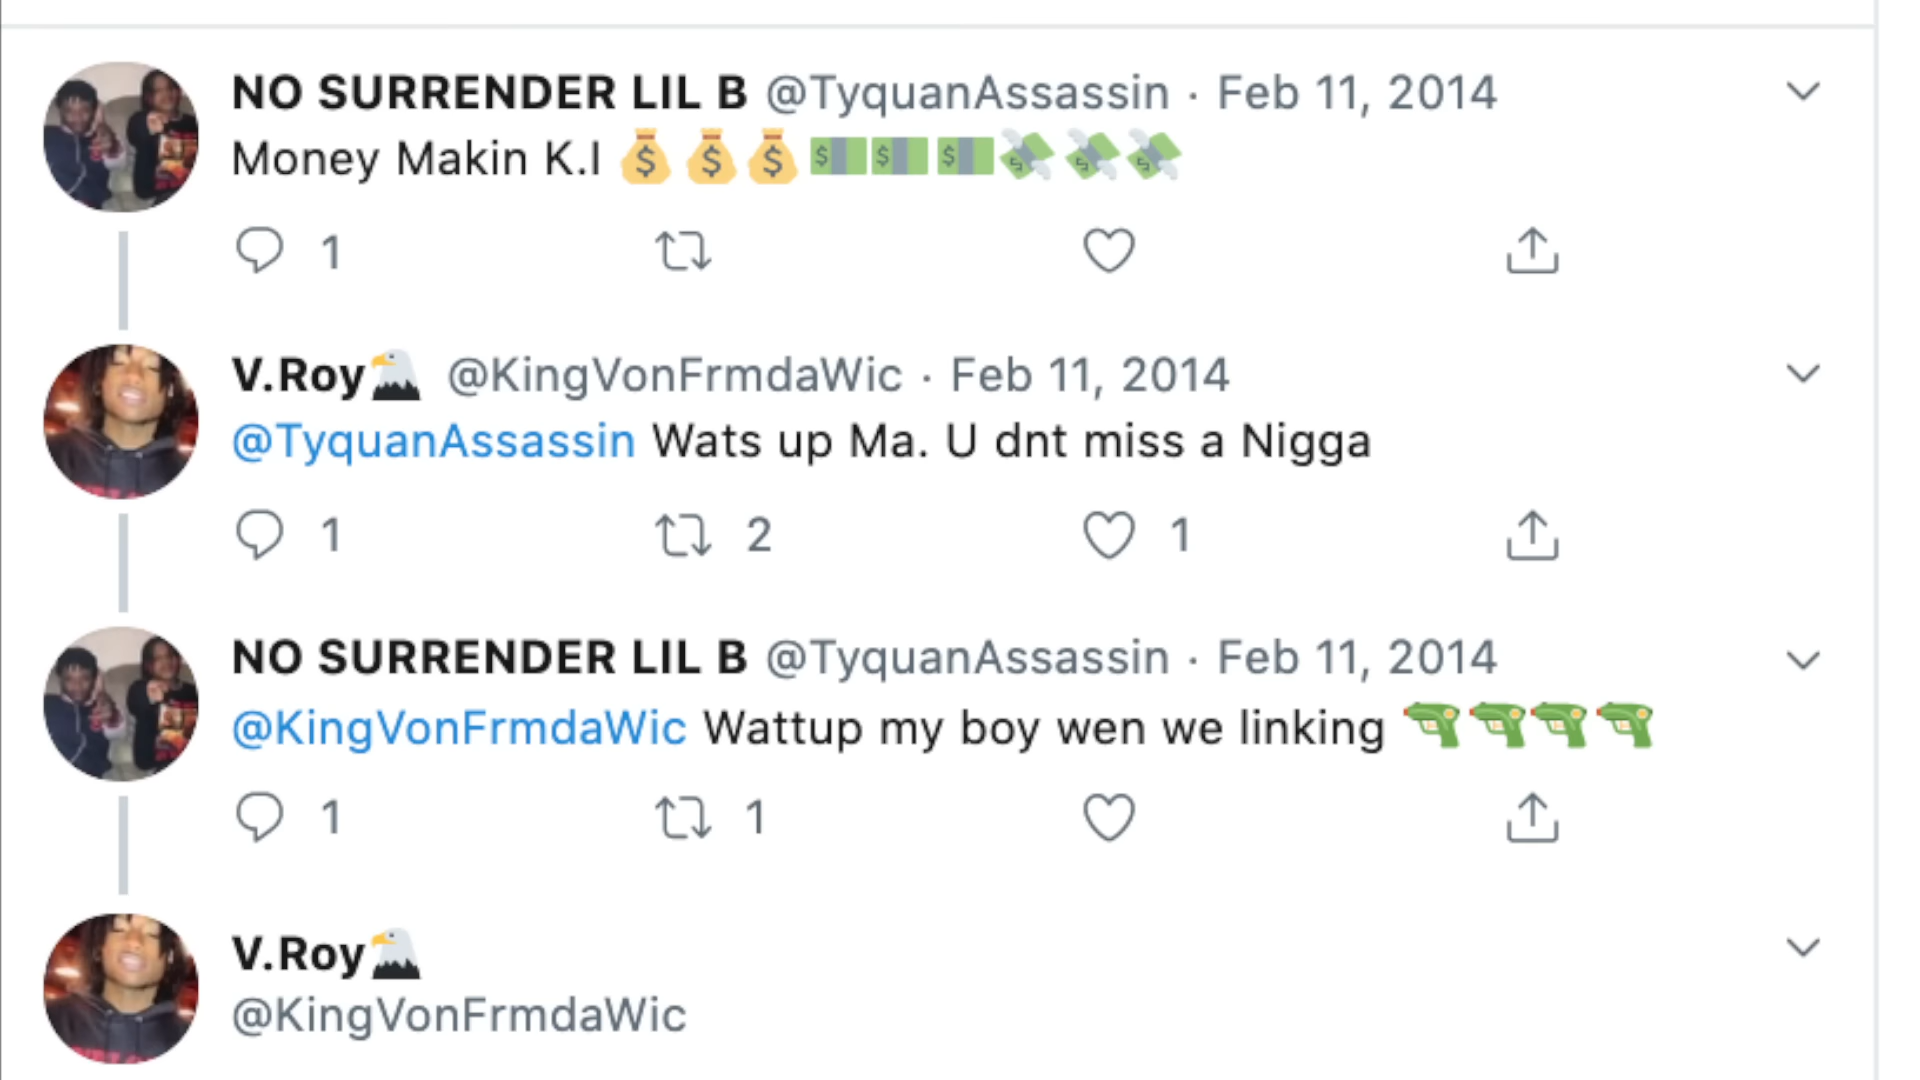 NO SURRENDER LIL B @TyquanAssassin · Feb 11, 2014
Money Makin K.I 💰💰💰💵💵💵💸💸💸
1
V.Roy🦅 @KingVonFrmdaWic · Feb 11, 2014
@TyquanAssassin Wats up Ma. U dnt miss a Nigga
1 2 1
NO SURRENDER LIL B @TyquanAssassin · Feb 11, 2014
@KingVonFrmdaWic Wattup my boy wen we linking 🔫🔫🔫🔫
1 1
V.Roy🦅
@KingVonFrmdaWic